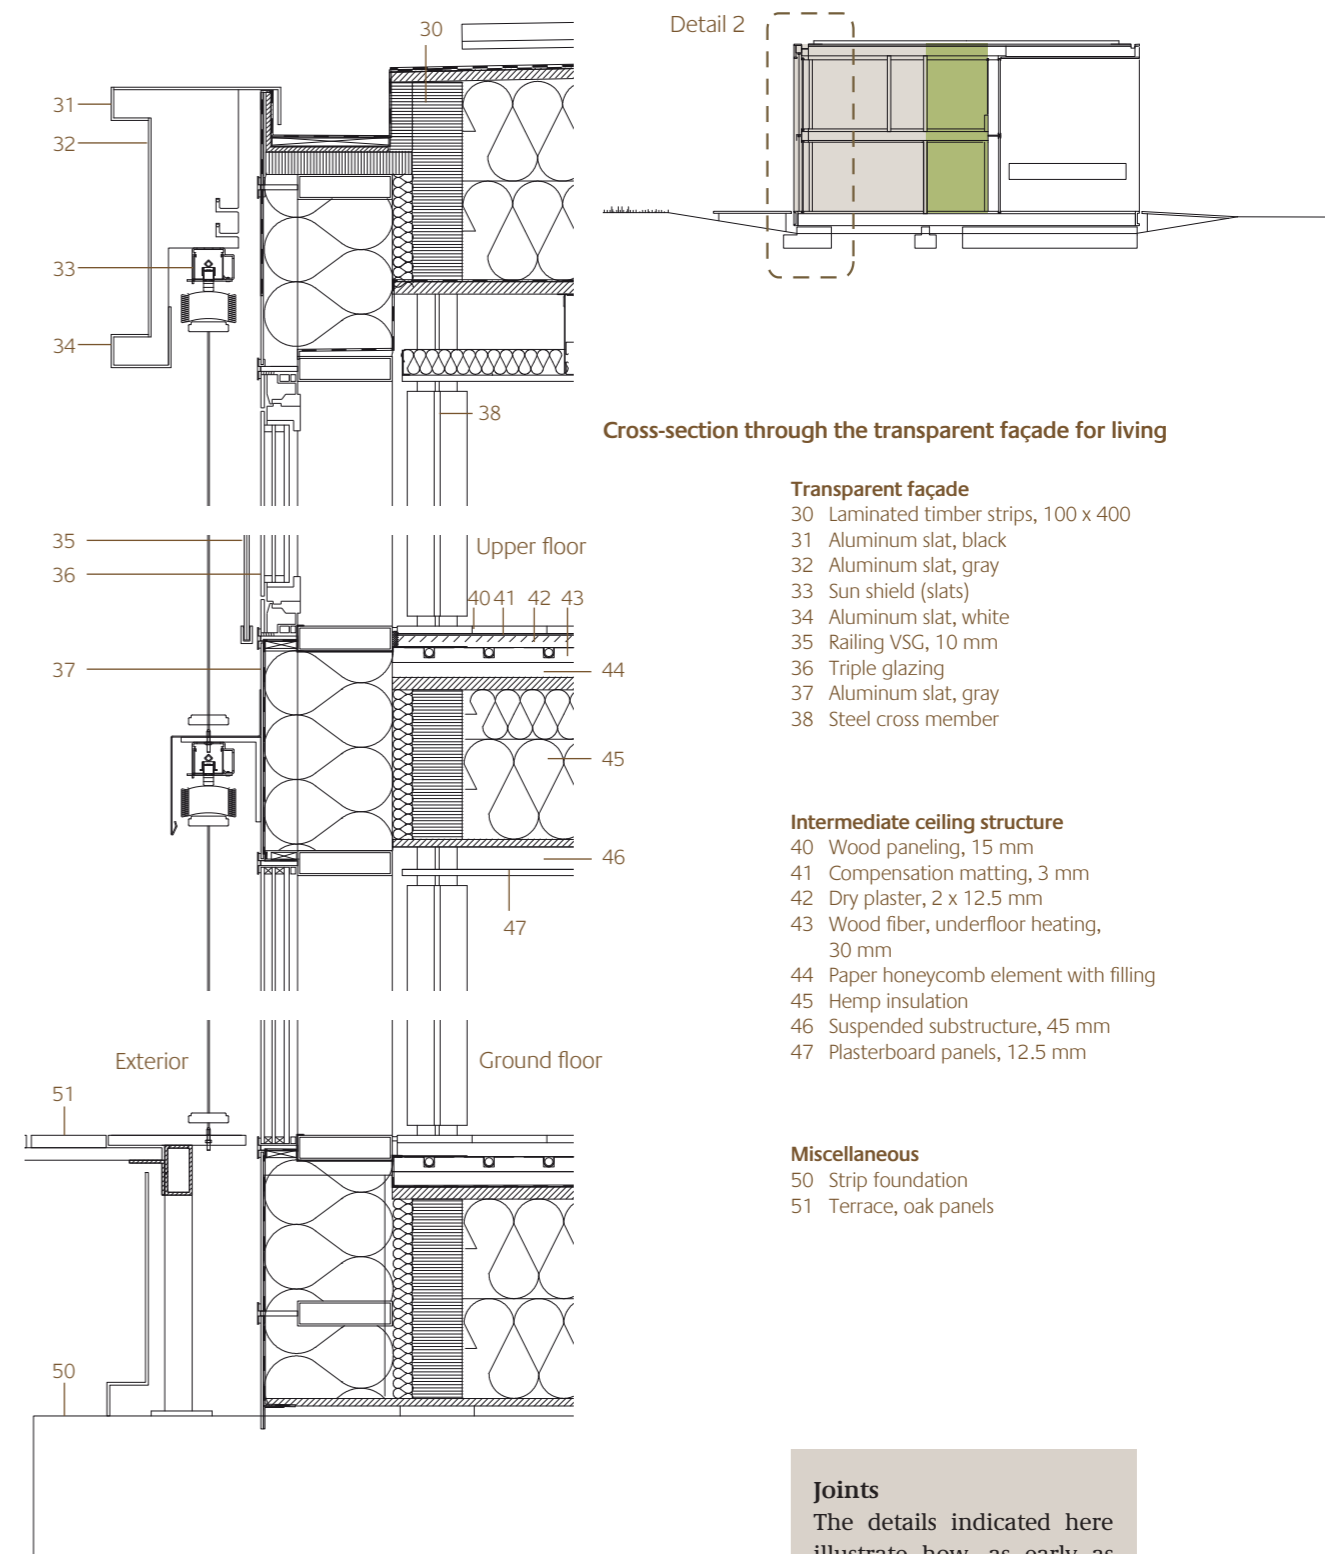 Detail 2
30
31
32
33
34
38
Cross-section through the transparent façade for living
Transparent façade
30 Laminated timber strips, 100 x 400
31 Aluminum slat, black
32 Aluminum slat, gray
33 Sun shield (slats)
34 Aluminum slat, white
35 Railing VSG, 10 mm
36 Triple glazing
37 Aluminum slat, gray
38 Steel cross member
35
Upper floor
36
40 41 42 43
37
44
45
46
47
Intermediate ceiling structure
40 Wood paneling, 15 mm
41 Compensation matting, 3 mm
42 Dry plaster, 2 x 12.5 mm
43 Wood fiber, underfloor heating,
30 mm
44 Paper honeycomb element with filling
45 Hemp insulation
46 Suspended substructure, 45 mm
47 Plasterboard panels, 12.5 mm
Exterior
Ground floor
51
50
Miscellaneous
50 Strip foundation
51 Terrace, oak panels
Joints
The details indicated here
illustrate how, as early as